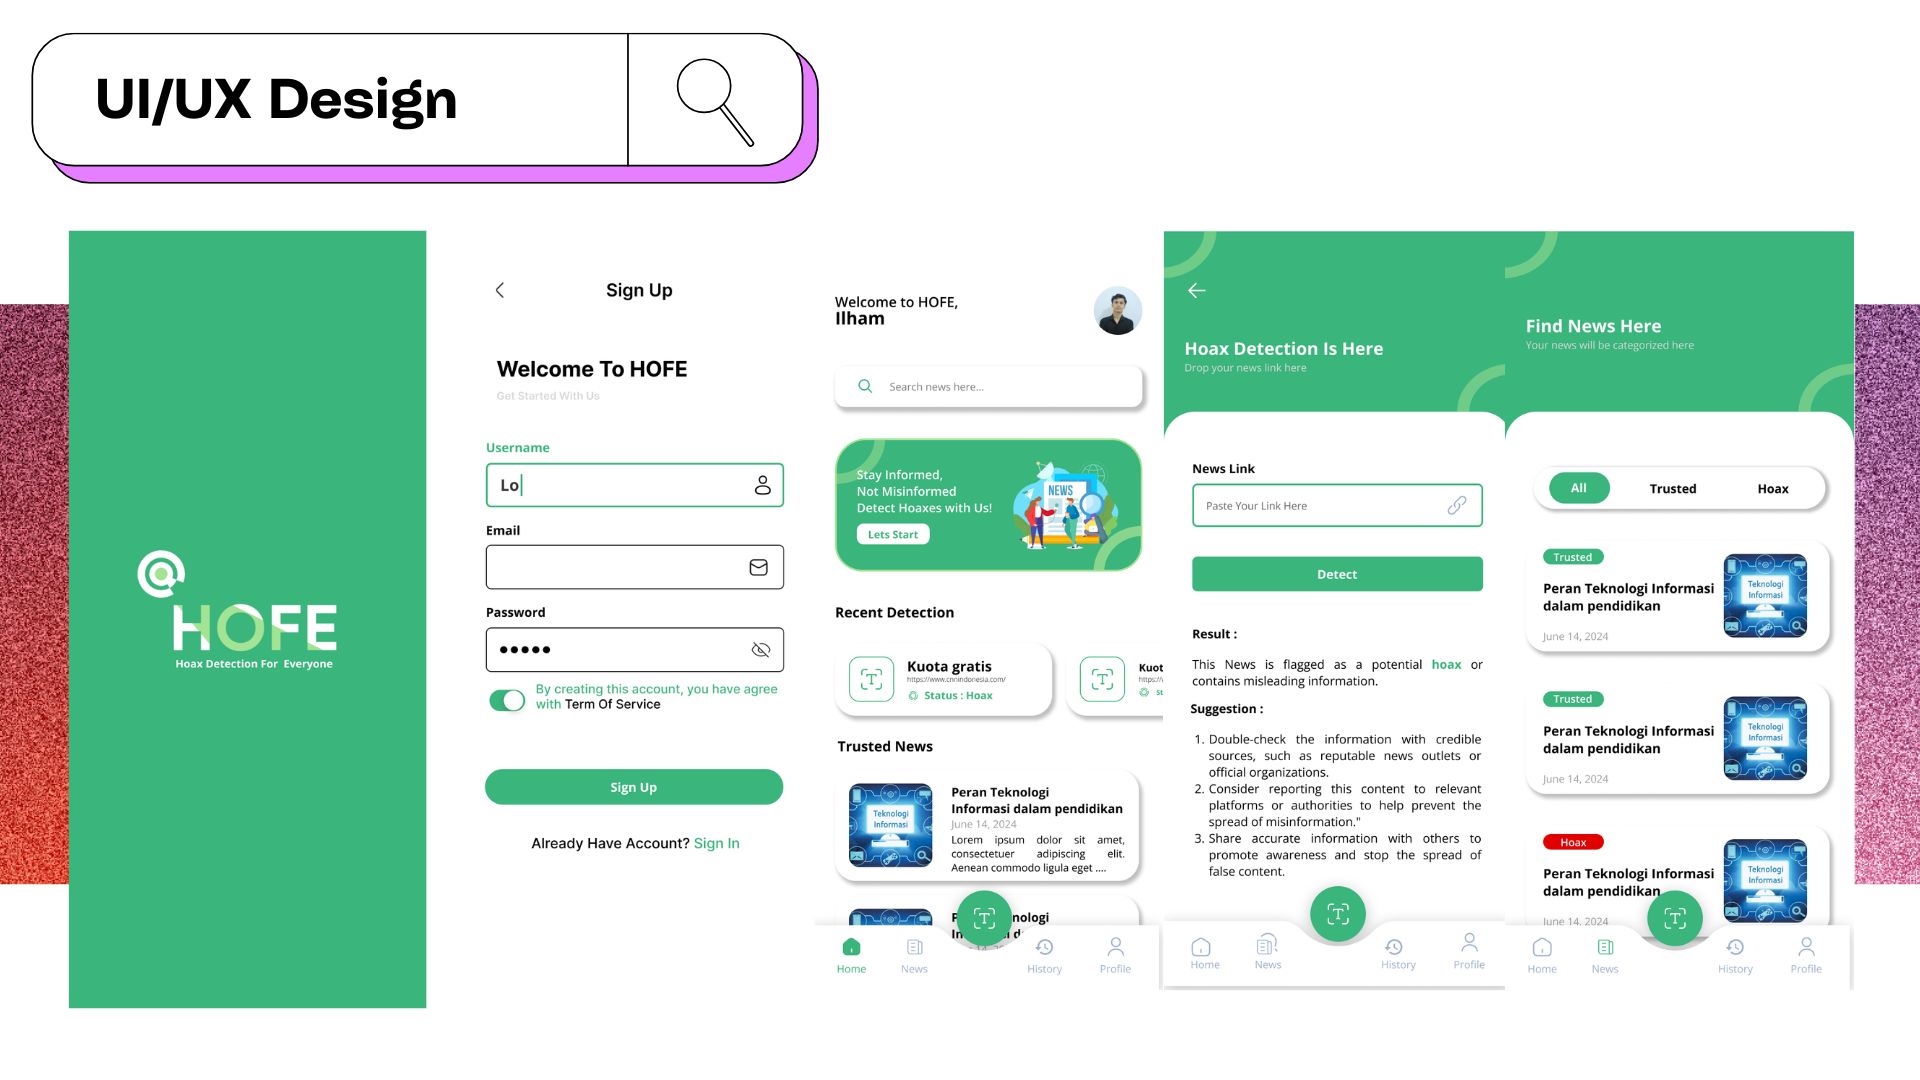 UI/UX Design
HOFE
Hoax Detection For Everyone
Sign Up
Welcome To HOFE
Get Started With Us
Username
Lo
Email
Password
By creating this account, you have agree
with Term Of Service
Sign Up
Already Have Account? Sign In
Welcome to HOFE,
Ilham
Search news here...
Stay Informed,
Not Misinformed
Detect Hoaxes with Us!
Lets Start
NEWS
Recent Detection
Kuota gratis
https://www.cnnindonesia.com/
Status : Hoax
Kuot
https://
St
Trusted News
Teknologi
Informasi
Peran Teknologi
Informasi dalam pendidikan
June 14, 2024
Lorem ipsum dolor sit amet,
consectetuer adipiscing elit.
Aenean commodo ligula eget ....
Home
News
T
History
Profile
Hoax Detection Is Here
Drop your news link here
News Link
Paste Your Link Here
Detect
Result :
This News is flagged as a potential hoax or
contains misleading information.
Suggestion :
1. Double-check the information with credible
sources, such as reputable news outlets or
official organizations.
2. Consider reporting this content to relevant
platforms or authorities to help prevent the
spread of misinformation."
3. Share accurate information with others to
promote awareness and stop the spread of
false content.
Home
News
T
History
Profile
Find News Here
Your news will be categorized here
All
Trusted
Hoax
Trusted
Peran Teknologi Informasi
dalam pendidikan
June 14, 2024
Teknologi
Informasi
Trusted
Peran Teknologi Informasi
dalam pendidikan
June 14, 2024
Teknologi
Informasi
Hoax
Peran Teknologi Informasi
dalam pendidikan
June 14, 2024
Teknologi
Informasi
Home
News
T
History
Profile